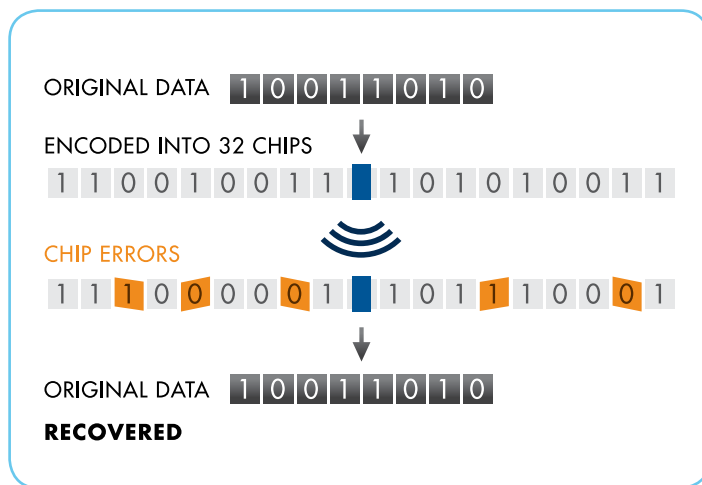 ORIGINAL DATA 1 0 0 1 1 0 1 0
ENCODED INTO 32 CHIPS
1 1 0 0 1 0 0 1 1 1 0 1 0 1 0 0 1 1
CHIP ERRORS
1 1 1 0 0 0 0 0 1 1 0 1 1 1 0 0 0 1
ORIGINAL DATA 1 0 0 1 1 0 1 0
RECOVERED